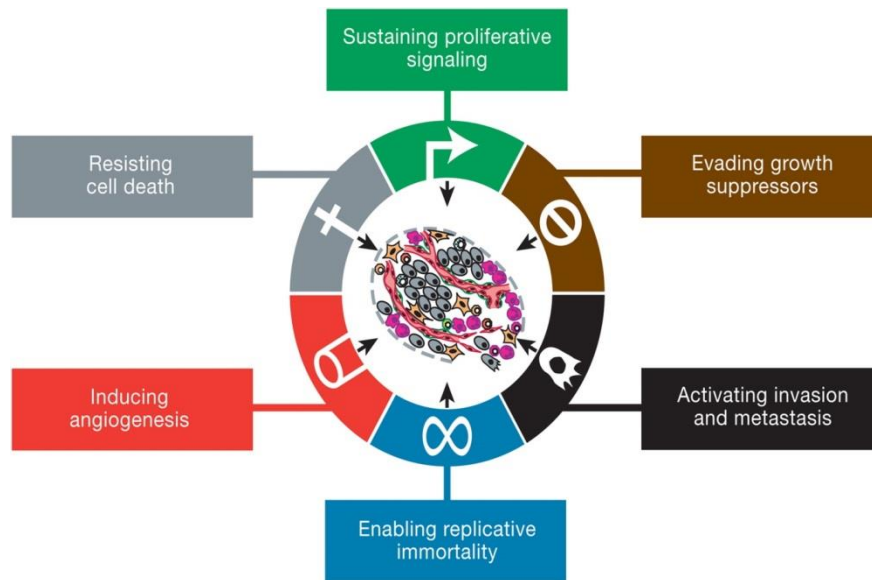 Sustaining proliferative
signaling
Resisting
cell death
Evading growth
suppressors
Inducing
angiogenesis
Activating invasion
and metastasis
Enabling replicative
immortality